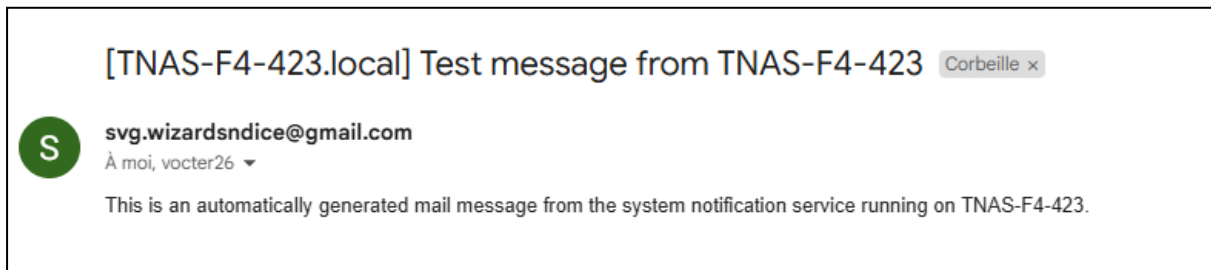 [TNAS-F4-423.local] Test message from TNAS-F4-423 Corbeille ×
S
svg.wizardsndice@gmail.com
À moi, vocter26
This is an automatically generated mail message from the system notification service running on TNAS-F4-423.